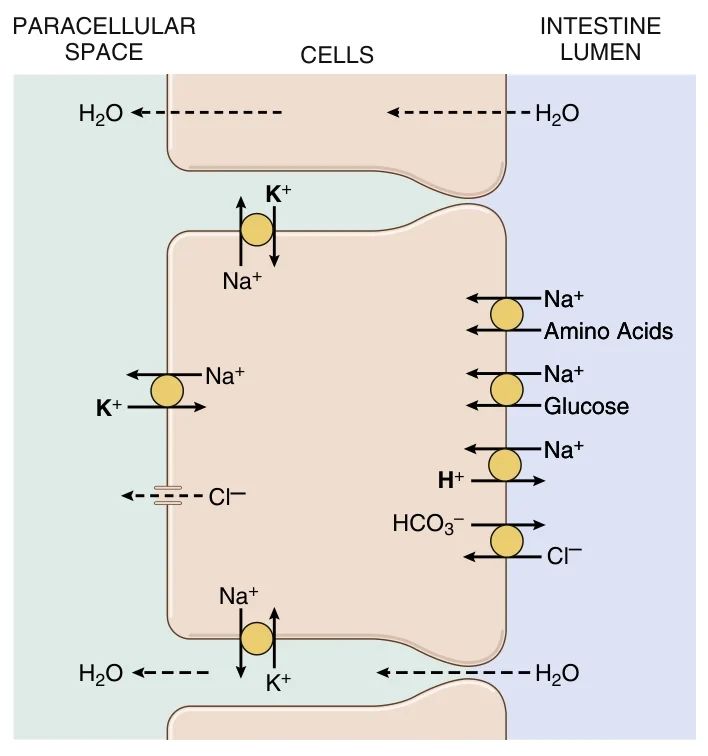 PARACELLULAR
SPACE
CELLS
INTESTINE
LUMEN
H₂O
H₂O
K⁺
Na⁺
Na⁺
Amino Acids
Na⁺
K⁺
Na⁺
Glucose
Na⁺
H⁺
Cl⁻
HCO₃⁻
Cl⁻
Na⁺
K⁺
H₂O
H₂O